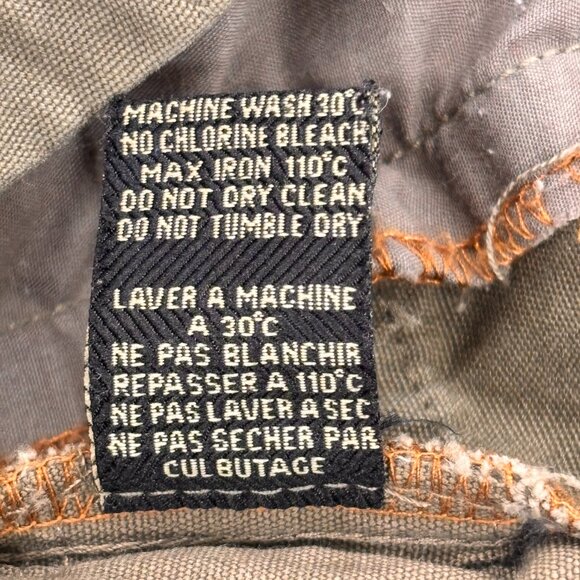 MACHINE WASH 30°C
NO CHLORINE BLEACH
MAX IRON 110°C
DO NOT DRY CLEAN
DO NOT TUMBLE DRY
LAVER A MACHINE
A 30°C
NE PAS BLANCHIR
REPASSER A 110°C
NE PAS LAVER A SEC
NE PAS SECHER PAR
CULBUTAGE